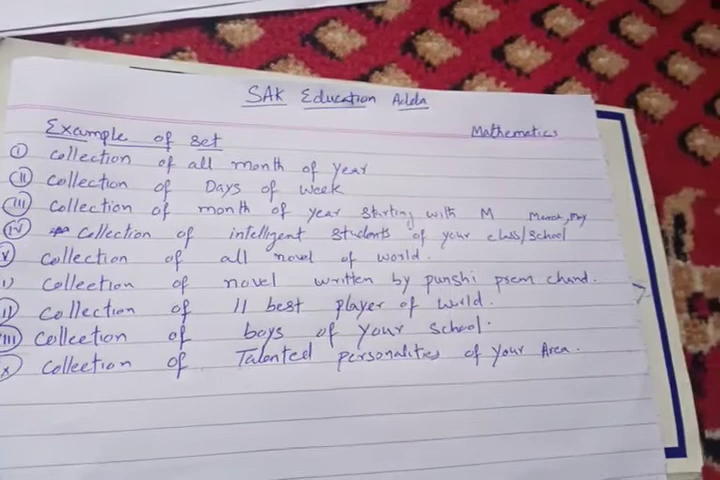 SAK Education Adda
Example of set
Mathematics
(i) Collection of all month of year
(ii) Collection of Days of week
(iii) Collection of month of year starting with M March, May
(iv) Collection of intelligent students of your class/School
v) Collection of all novel of world.
i) Collection of novel written by punshi prem chand.
ii) Collection of 11 best player of world.
iii) Collection of boys of your School.
x) Collection of Talented personalities of your Area.